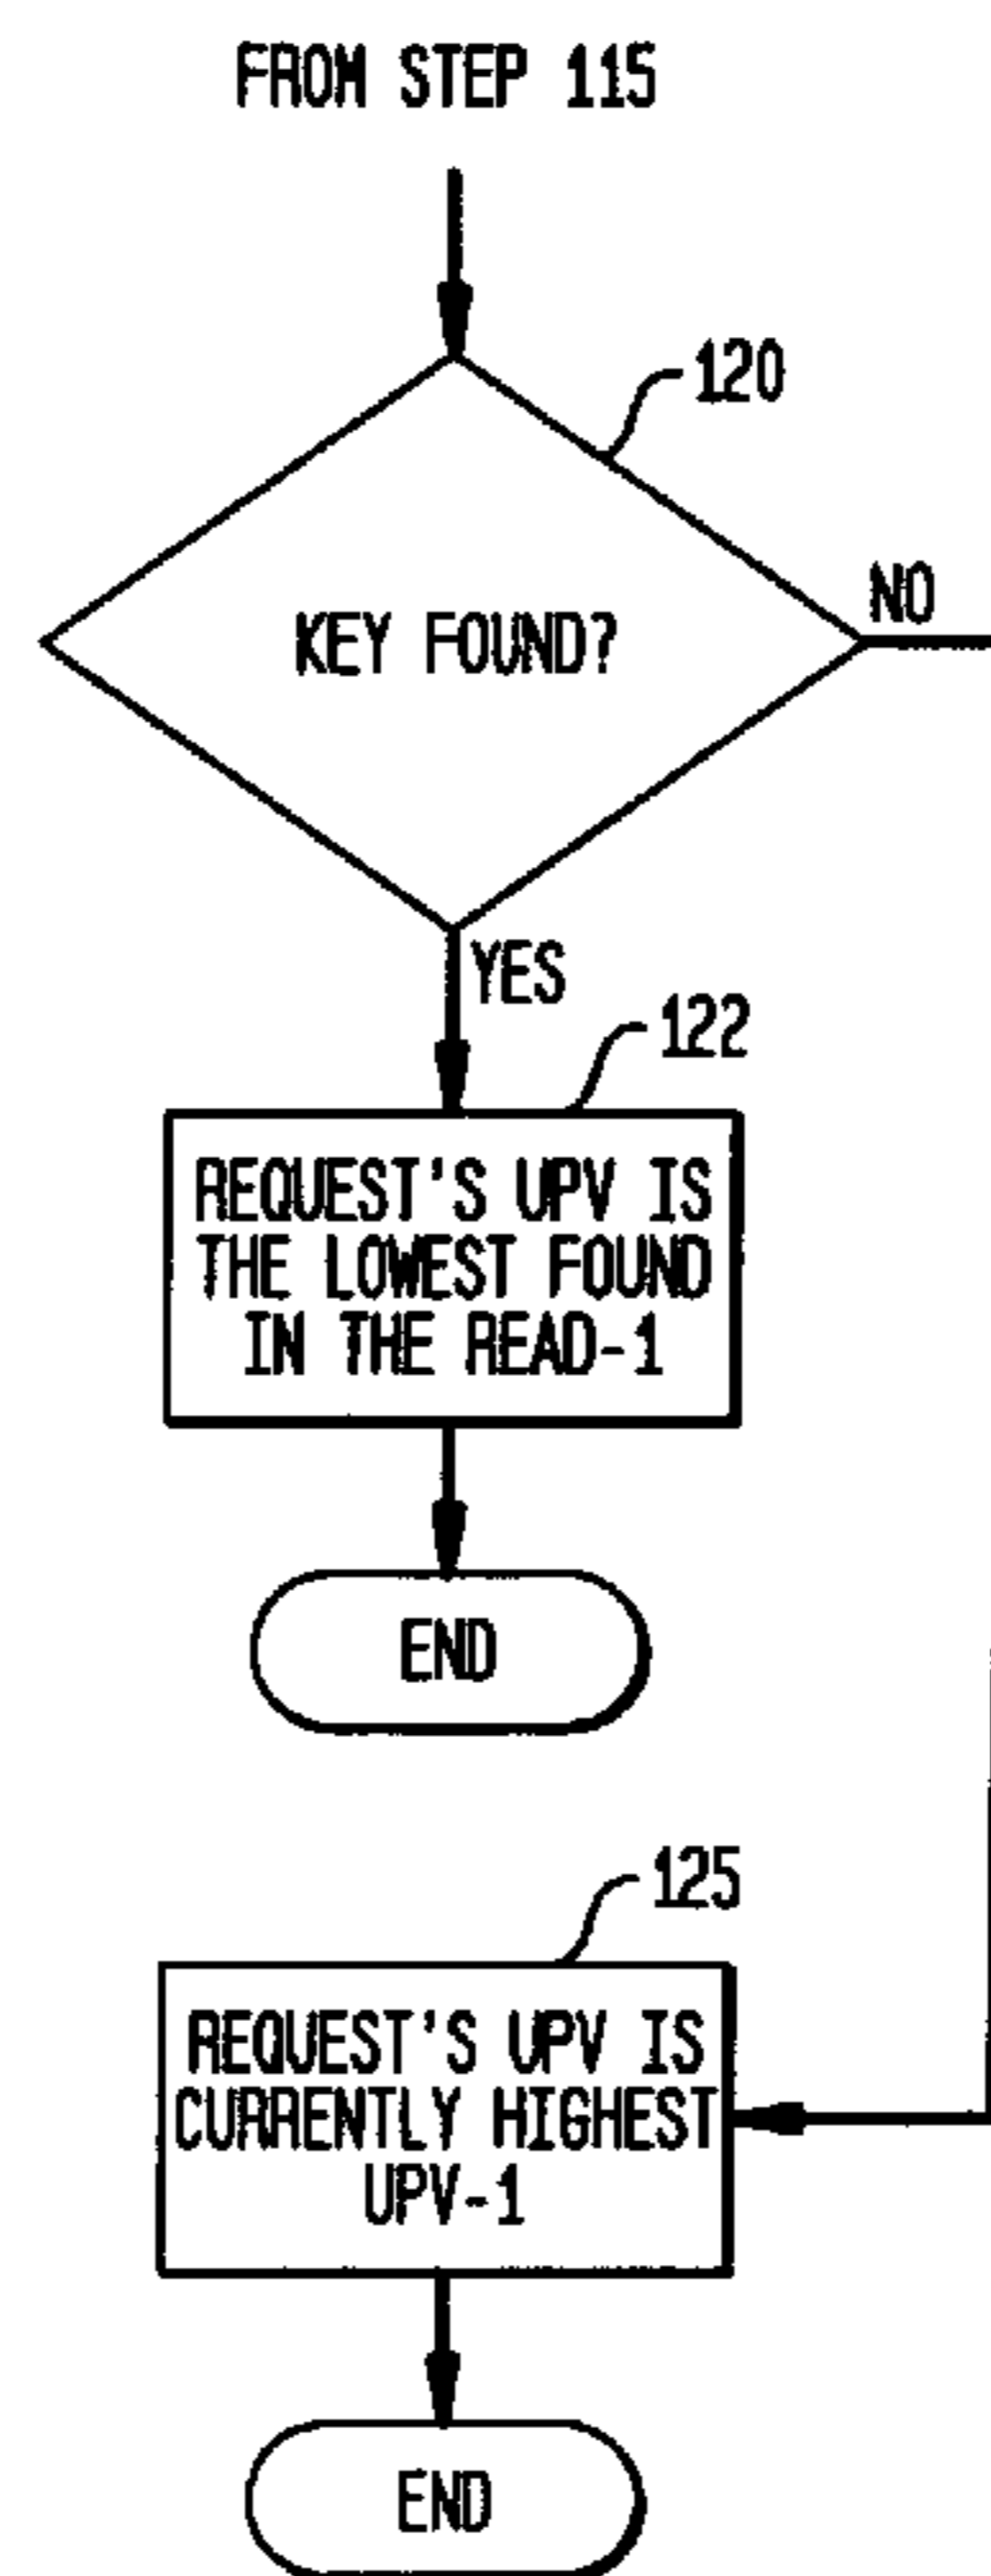 FROM STEP 115
120
KEY FOUND?
NO
YES
122
REQUEST'S UPV IS
THE LOWEST FOUND
IN THE READ-1
END
125
REQUEST'S UPV IS
CURRENTLY HIGHEST
UPV-1
END